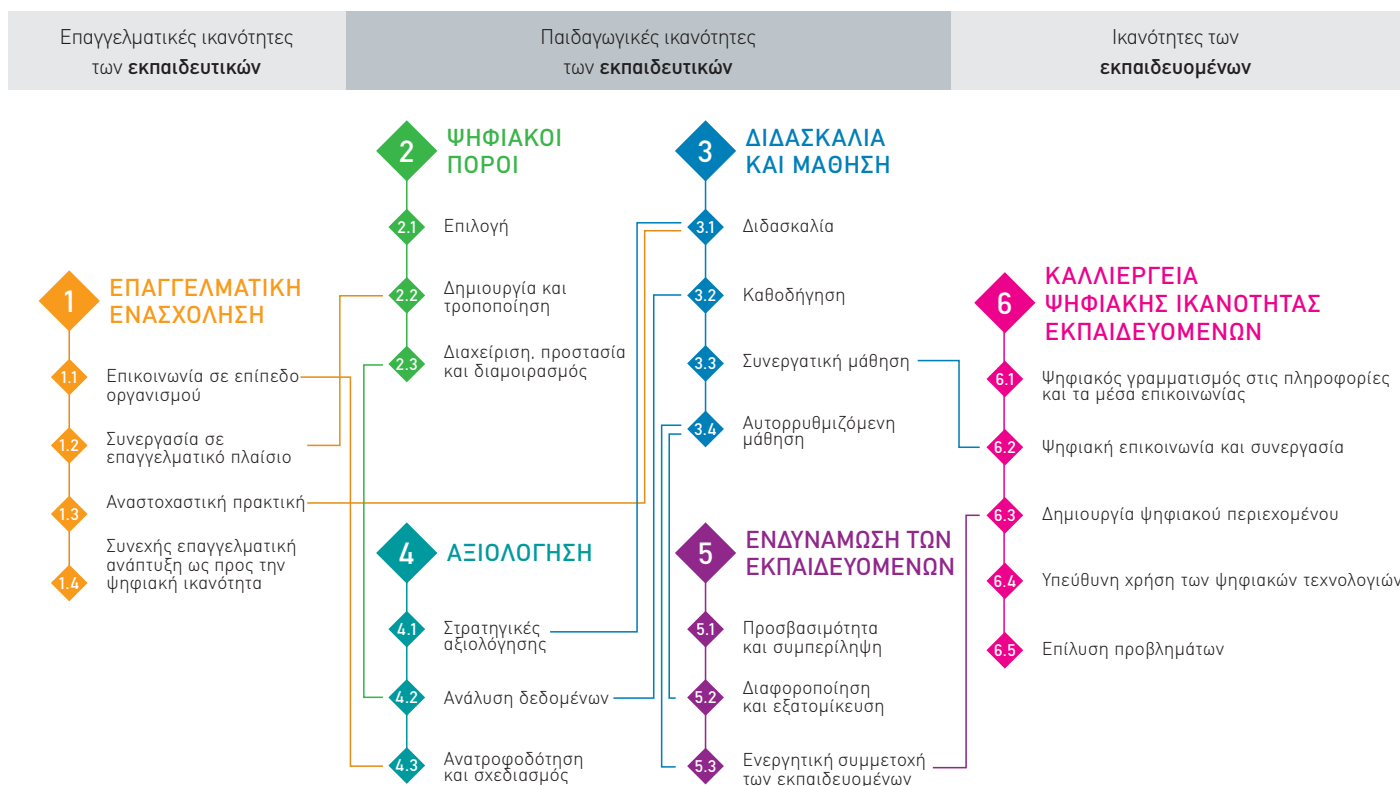 Επαγγελματικές ικανότητες
των εκπαιδευτικών
Παιδαγωγικές ικανότητες
των εκπαιδευτικών
Ικανότητες των
εκπαιδευομένων
1
ΕΠΑΓΓΕΛΜΑΤΙΚΗ
ΕΝΑΣΧΟΛΗΣΗ
1.1
Επικοινωνία σε επίπεδο
οργανισμού
1.2
Συνεργασία σε
επαγγελματικό πλαίσιο
1.3
Αναστοχαστική πρακτική
1.4
Συνεχής επαγγελματική
ανάπτυξη ως προς την
ψηφιακή ικανότητα
2
ΨΗΦΙΑΚΟΙ
ΠΟΡΟΙ
2.1
Επιλογή
2.2
Δημιουργία και
τροποποίηση
2.3
Διαχείριση, προστασία
και διαμοιρασμός
3
ΔΙΔΑΣΚΑΛΙΑ
ΚΑΙ ΜΑΘΗΣΗ
3.1
Διδασκαλία
3.2
Καθοδήγηση
3.3
Συνεργατική μάθηση
3.4
Αυτορρυθμιζόμενη
μάθηση
4
ΑΞΙΟΛΟΓΗΣΗ
4.1
Στρατηγικές
αξιολόγησης
4.2
Ανάλυση δεδομένων
4.3
Ανατροφοδότηση
και σχεδιασμός
5
ΕΝΔΥΝΑΜΩΣΗ ΤΩΝ
ΕΚΠΑΙΔΕΥΟΜΕΝΩΝ
5.1
Προσβασιμότητα
και συμπερίληψη
5.2
Διαφοροποίηση
και εξατομίκευση
5.3
Ενεργητική συμμετοχή
των εκπαιδευομένων
6
ΚΑΛΛΙΕΡΓΕΙΑ
ΨΗΦΙΑΚΗΣ ΙΚΑΝΟΤΗΤΑΣ
ΕΚΠΑΙΔΕΥΟΜΕΝΩΝ
6.1
Ψηφιακός γραμματισμός στις πληροφορίες
και τα μέσα επικοινωνίας
6.2
Ψηφιακή επικοινωνία και συνεργασία
6.3
Δημιουργία ψηφιακού περιεχομένου
6.4
Υπεύθυνη χρήση των ψηφιακών τεχνολογιών
6.5
Επίλυση προβλημάτων